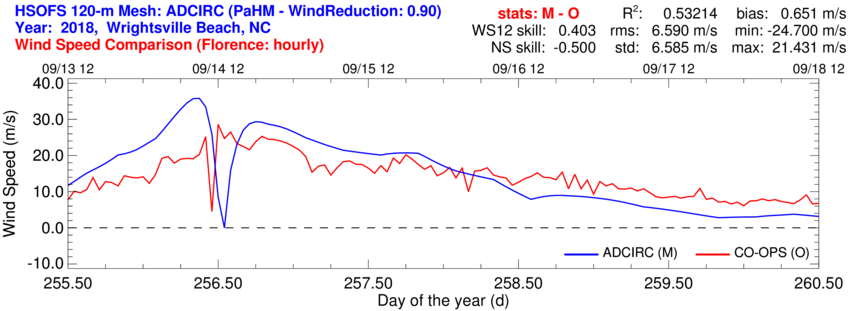 HSOFS 120-m Mesh: ADCIRC (PaHM - WindReduction: 0.90)
Year: 2018, Wrightsville Beach, NC
Wind Speed Comparison (Florence: hourly)
stats: M - O R²: 0.53214 bias: 0.651 m/s
WS12 skill: 0.403 rms: 6.590 m/s min: -24.700 m/s
NS skill: -0.500 std: 6.585 m/s max: 21.431 m/s
09/13 12 09/14 12 09/15 12 09/16 12 09/17 12 09/18 12
Wind Speed (m/s)
40.0
30.0
20.0
10.0
0.0
-10.0
ADCIRC (M) CO-OPS (O)
255.50 256.50 257.50 258.50 259.50 260.50
Day of the year (d)